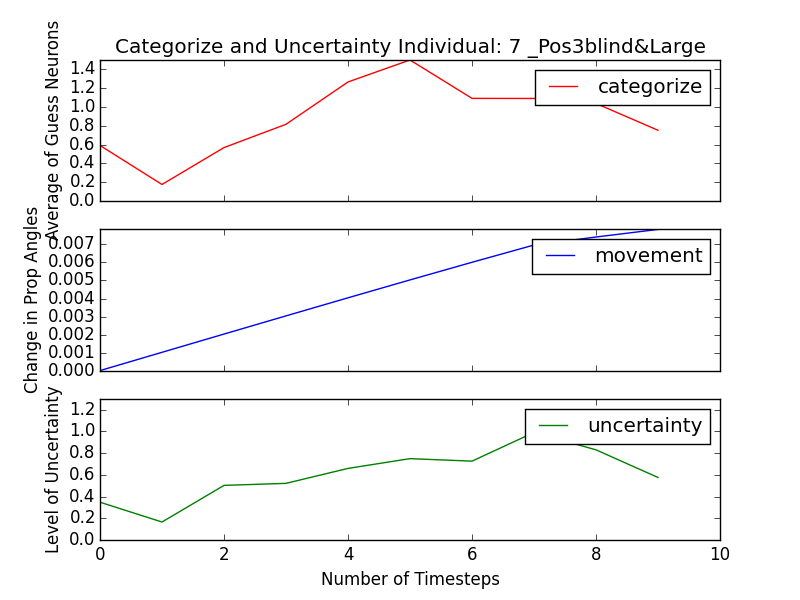 Categorize and Uncertainty Individual: 7 _Pos3blind&Large
Average of Guess Neurons
1.4
1.2
1.0
0.8
0.6
0.4
0.2
0.0
categorize
Change in Prop Angles
0.007
0.006
0.005
0.004
0.003
0.002
0.001
0.000
movement
Level of Uncertainty
1.2
1.0
0.8
0.6
0.4
0.2
0.0
uncertainty
0 2 4 6 8 10
Number of Timesteps